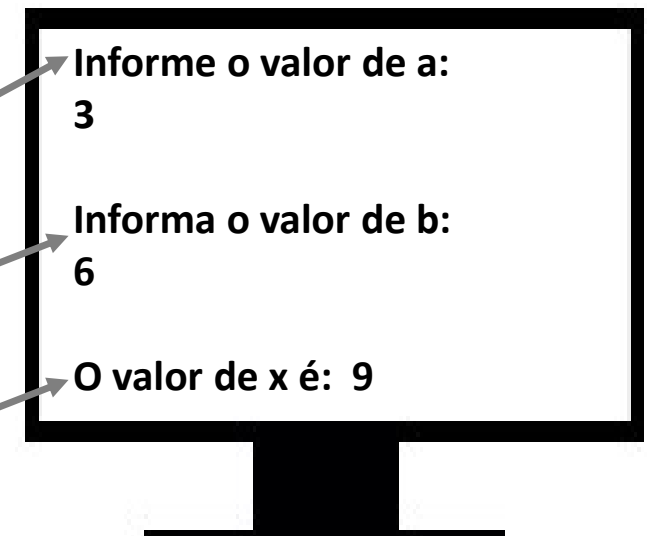 Informe o valor de a:
3
Informa o valor de b:
6
O valor de x é: 9